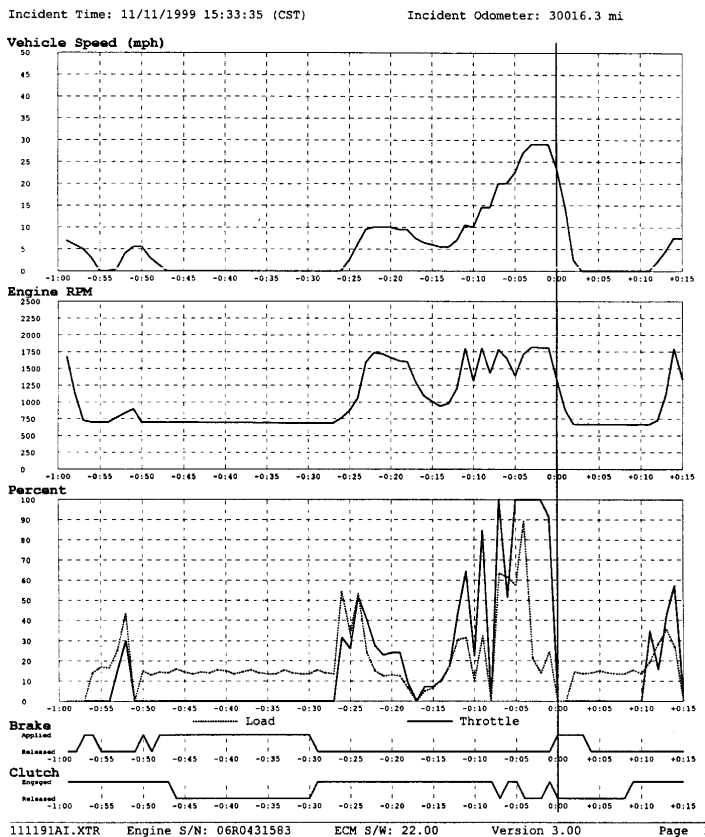 Incident Time: 11/11/1999 15:33:35 (CST) Incident Odometer: 30016.3 mi
Vehicle Speed (mph)
50
45
40
35
30
25
20
15
10
5
0
-1:00 -0:55 -0:50 -0:45 -0:40 -0:35 -0:30 -0:25 -0:20 -0:15 -0:10 -0:05 0:00 +0:05 +0:10 +0:15
Engine RPM
2500
2250
2000
1750
1500
1250
1000
750
500
250
0
-1:00 -0:55 -0:50 -0:45 -0:40 -0:35 -0:30 -0:25 -0:20 -0:15 -0:10 -0:05 0:00 +0:05 +0:10 +0:15
Percent
100
90
80
70
60
50
40
30
20
10
0
-1:00 -0:55 -0:50 -0:45 -0:40 -0:35 -0:30 -0:25 -0:20 -0:15 -0:10 -0:05 0:00 +0:05 +0:10 +0:15
Load Throttle
Brake
Applied
Released
-1:00 -0:55 -0:50 -0:45 -0:40 -0:35 -0:30 -0:25 -0:20 -0:15 -0:10 -0:05 0:00 +0:05 +0:10 +0:15
Clutch
Engaged
Released
-1:00 -0:55 -0:50 -0:45 -0:40 -0:35 -0:30 -0:25 -0:20 -0:15 -0:10 -0:05 0:00 +0:05 +0:10 +0:15
111191AI.XTR Engine S/N: 06R0431583 ECM S/W: 22.00 Version 3.00 Page